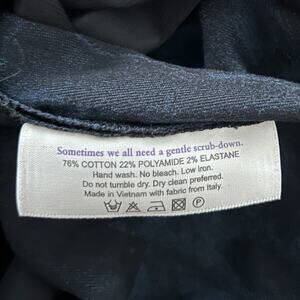 Sometimes we all need a gentle scrub-down.
76% COTTON 22% POLYAMIDE 2% ELASTANE
Hand wash. No bleach. Low iron.
Do not tumble dry. Dry clean preferred.
Made in Vietnam with fabric from Italy.
P